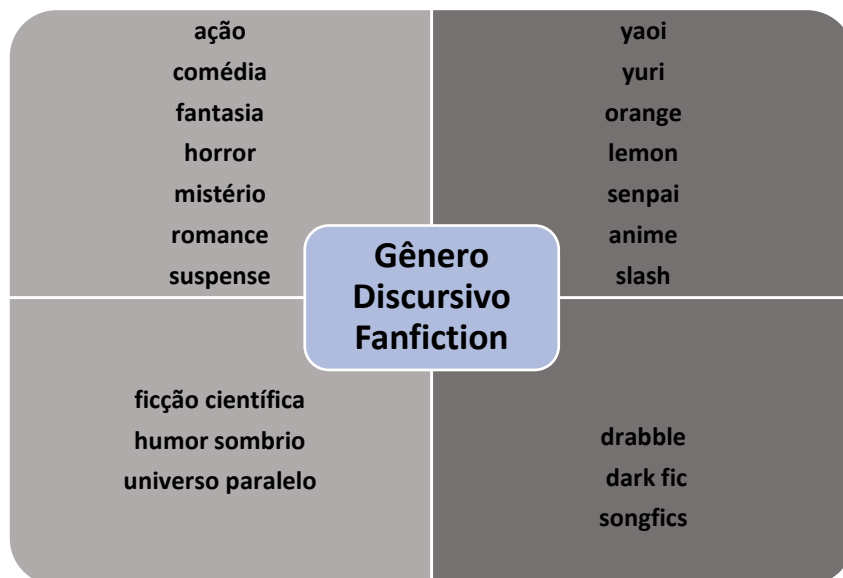 ação
comédia
fantasia
horror
mistério
romance
suspense
yaoi
yuri
orange
lemon
senpai
anime
slash
Gênero
Discursivo
Fanfiction
ficção científica
humor sombrio
universo paralelo
drabble
dark fic
songfics